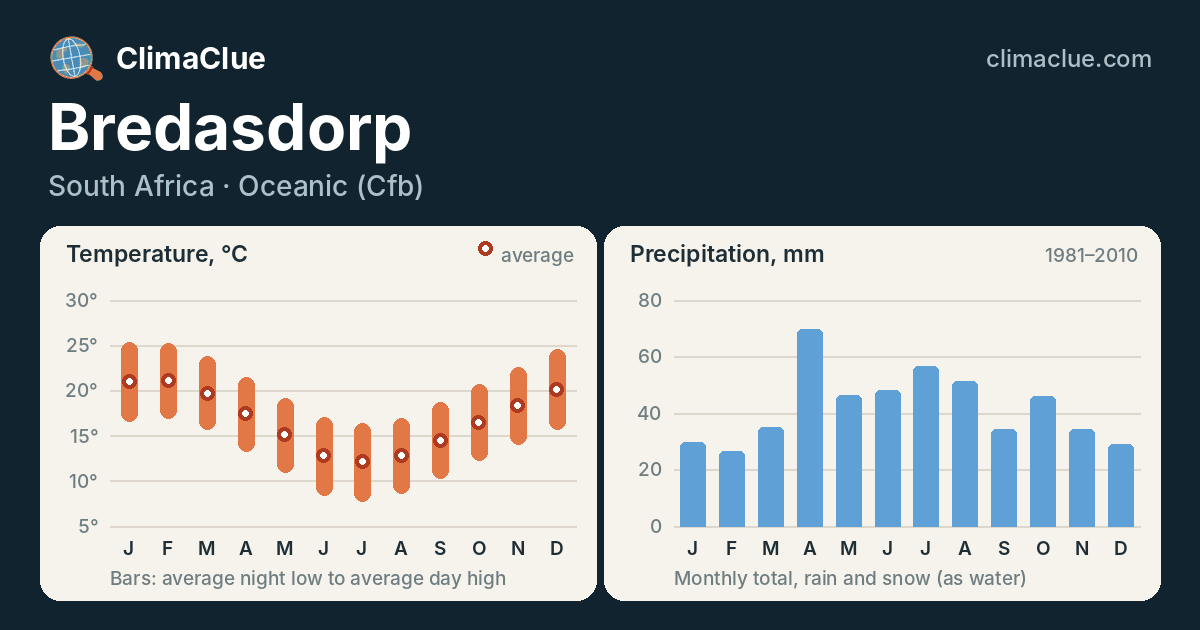 ClimaClue
climaclue.com
Bredasdorp
South Africa · Oceanic (Cfb)
Temperature, °C
average
30°
25°
20°
15°
10°
5°
J F M A M J J A S O N D
Bars: average night low to average day high
Precipitation, mm
1981–2010
80
60
40
20
0
J F M A M J J A S O N D
Monthly total, rain and snow (as water)